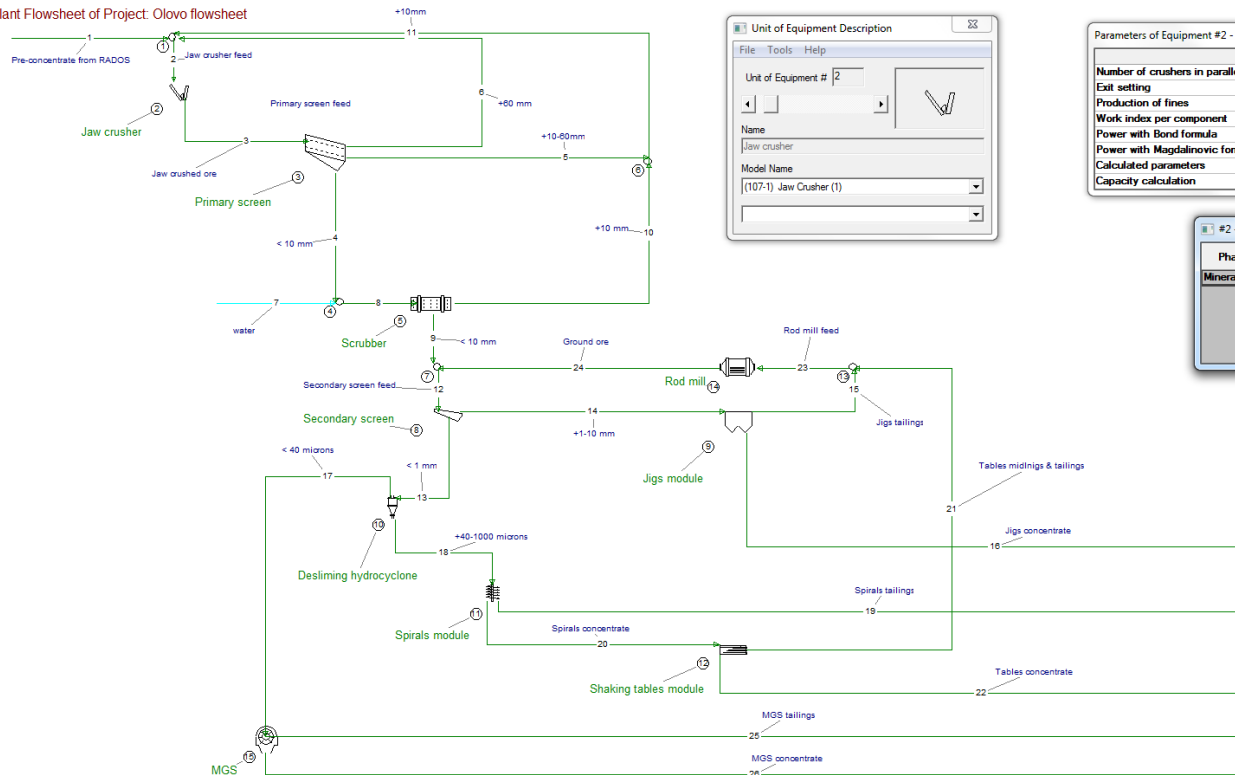 lant Flowsheet of Project: Olovo flowsheet
+10mm
1
11
Pre-concentrate from RADOS
1
2
Jaw crusher feed
6
+60 mm
2
Jaw crusher
Primary screen feed
+10-60mm
3
5
6
Jaw crushed ore
3
Primary screen
< 10 mm
4
+10 mm
10
7
8
4
water
5
Scrubber
9
< 10 mm
Ground ore
Rod mill feed
24
23
7
13
Rod mill
14
Secondary screen feed
12
15
Secondary screen
8
14
+1-10 mm
Jigs tailings
9
Jigs module
< 40 microns
17
< 1 mm
13
10
Tables midlnigs & tailings
21
+40-1000 microns
18
Jigs concentrate
16
Desliming hydrocyclone
Spirals tailings
19
11
Spirals module
Spirals concentrate
20
12
Shaking tables module
Tables concentrate
22
MGS tailings
25
15
MGS
MGS concentrate
26
Unit of Equipment Description
File Tools Help
Unit of Equipment # 2
Name
Jaw crusher
Model Name
(107-1) Jaw Crusher (1)
Parameters of Equipment #2 -
Number of crushers in paralle
Exit setting
Production of fines
Work index per component
Power with Bond formula
Power with Magdalinovic for
Calculated parameters
Capacity calculation
#2 -
Pha
Minera